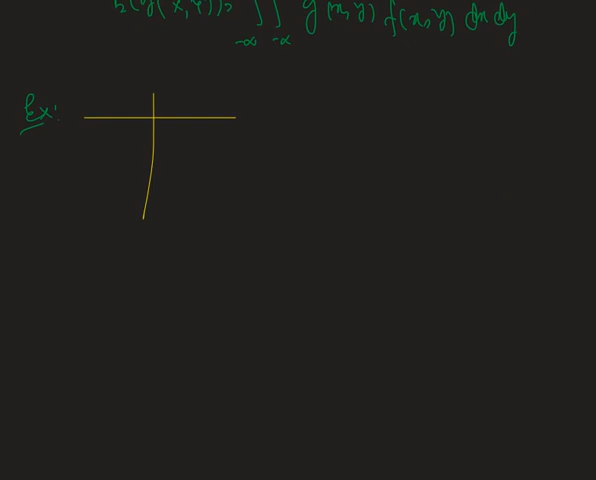 E(g(X,Y)) = ∫_{-∞} ∫_{-∞} g(x,y) f(x,y) dx dy
Ex: